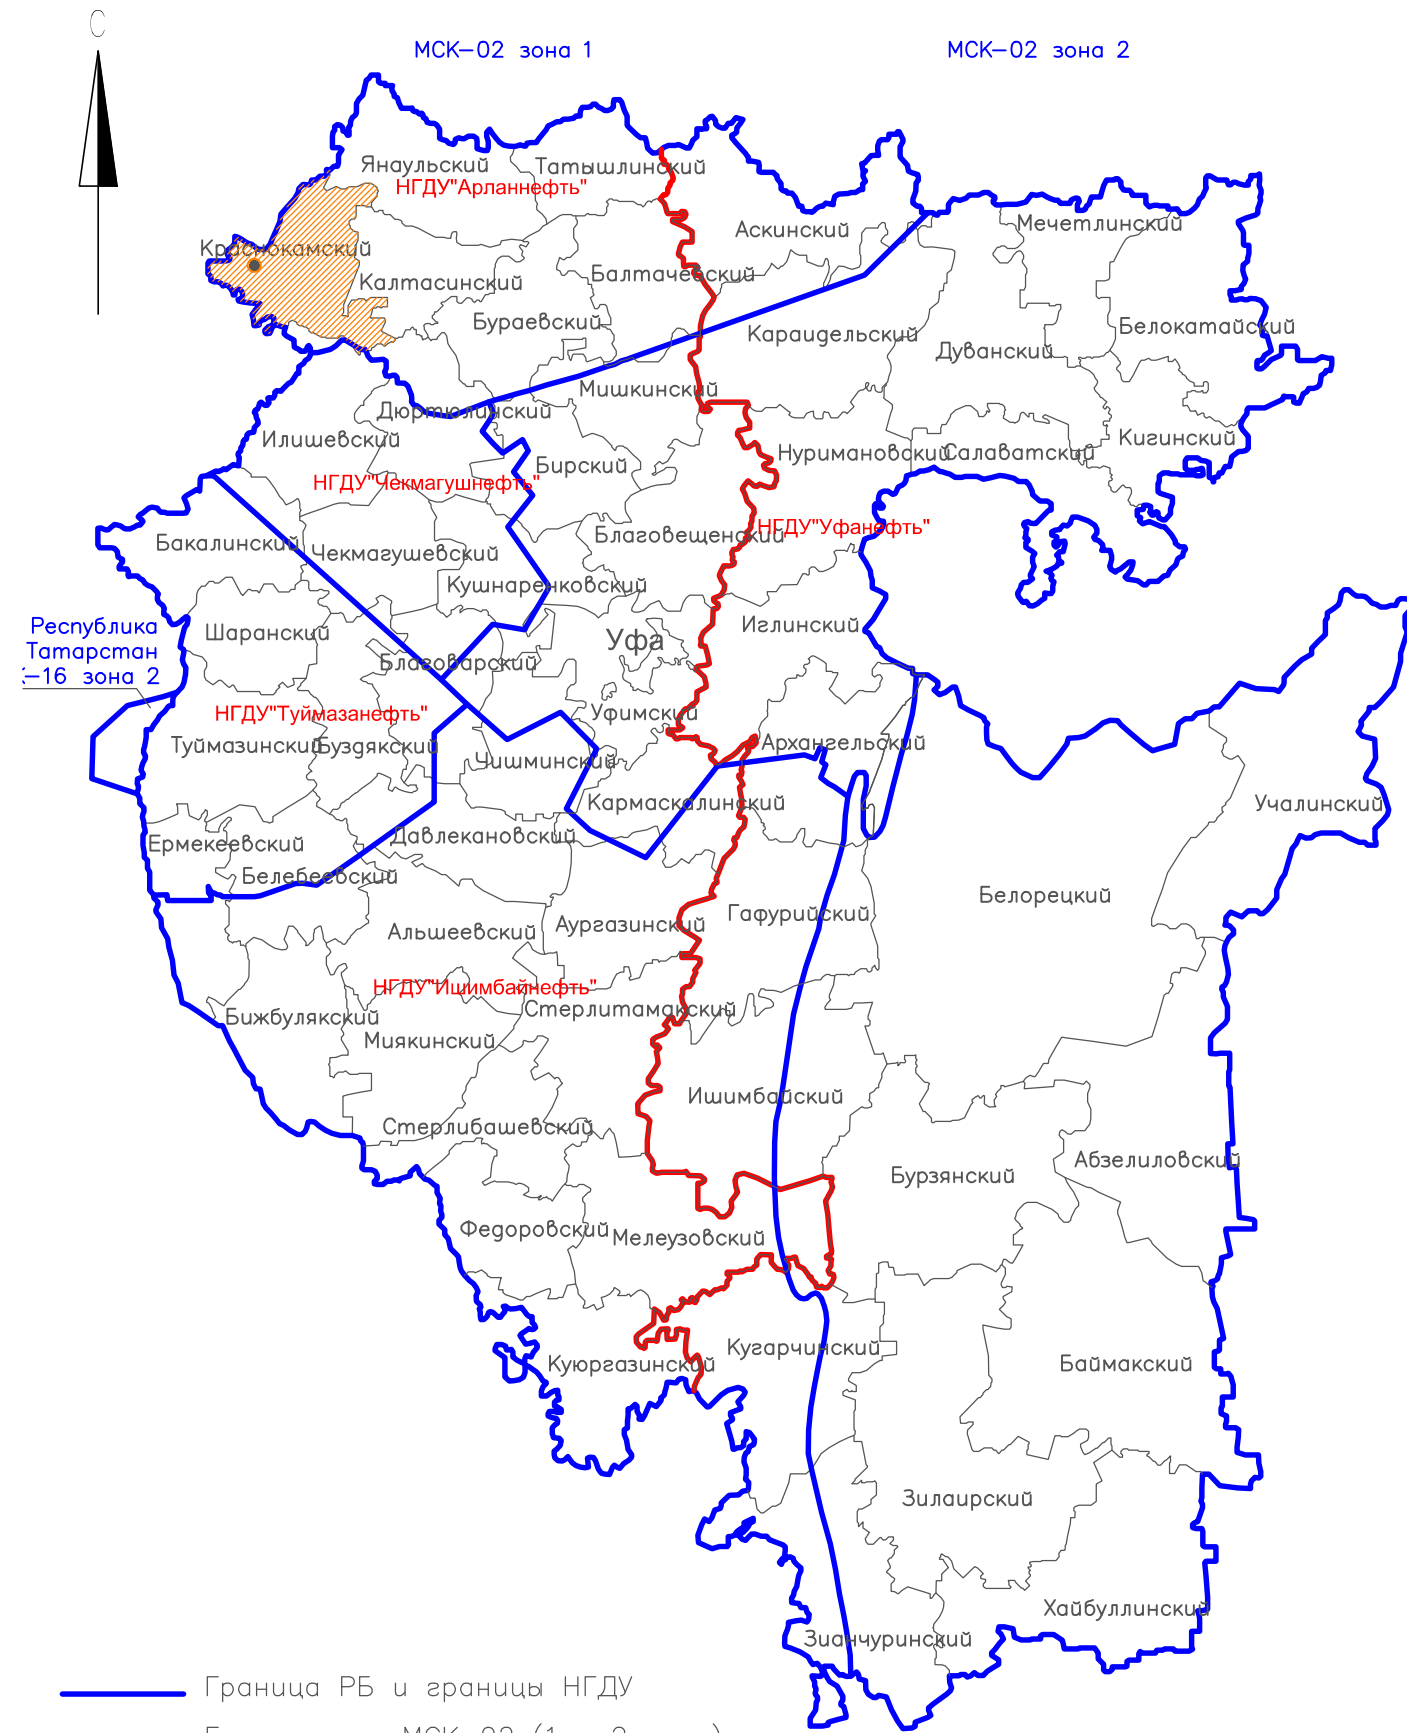 С
МСК-02 зона 1
МСК-02 зона 2
Янаульский
Татышлинский
НГДУ"Арланнефть"
Аскинский
Мечетлинский
Краснокамский
Калтасинский
Балтачевский
Бураевский
Караидельский
Дуванский
Белокатайский
Мишкинский
Дюртюлинский
Илишевский
Бирский
Нуримановский
Салаватский
Кигинский
НГДУ"Чекмагушнефть"
НГДУ"Уфанефть"
Благовещенский
Бакалинский
Чекмагушевский
Кушнаренковский
Республика
Татарстан
-16 зона 2
Шаранский
Уфа
Иглинский
Благоварский
НГДУ"Туймазанефть"
Уфимский
Туймазинский
Буздякский
Чишминский
Архангельский
Кармаскалинский
Учалинский
Ермекеевский
Давлекановский
Белебеевский
Белорецкий
Гафурийский
Альшеевский
Аургазинский
НГДУ"Ишимбайнефть"
Бижбулякский
Стерлитамакский
Миякинский
Ишимбайский
Стерлибашевский
Бурзянский
Абзелиловский
Федоровский
Мелеузовский
Куюргазинский
Кугарчинский
Баймакский
Зилаирский
Хайбуллинский
Зианчуринский
Граница РБ и границы НГДУ